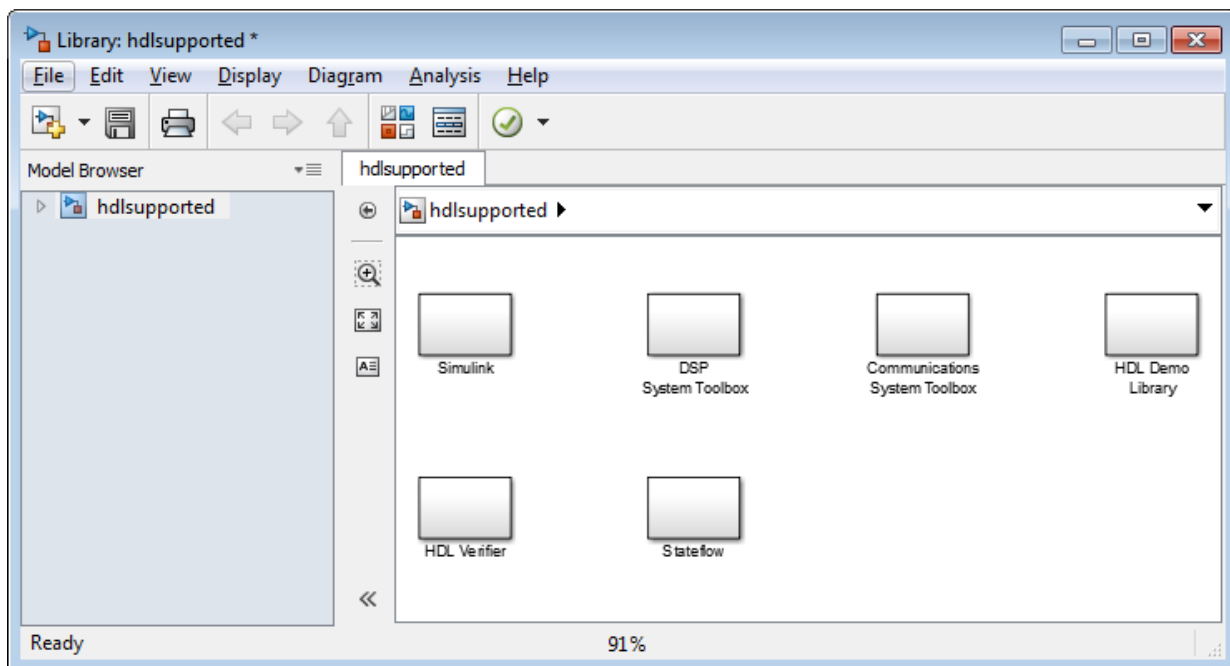 Library: hdlsupported *
File Edit View Display Diagram Analysis Help
Model Browser
hdlsupported
hdlsupported
hdlsupported
Simulink
DSP
System Toolbox
Communications
System Toolbox
HDL Demo
Library
HDL Verifier
Stateflow
Ready
91%